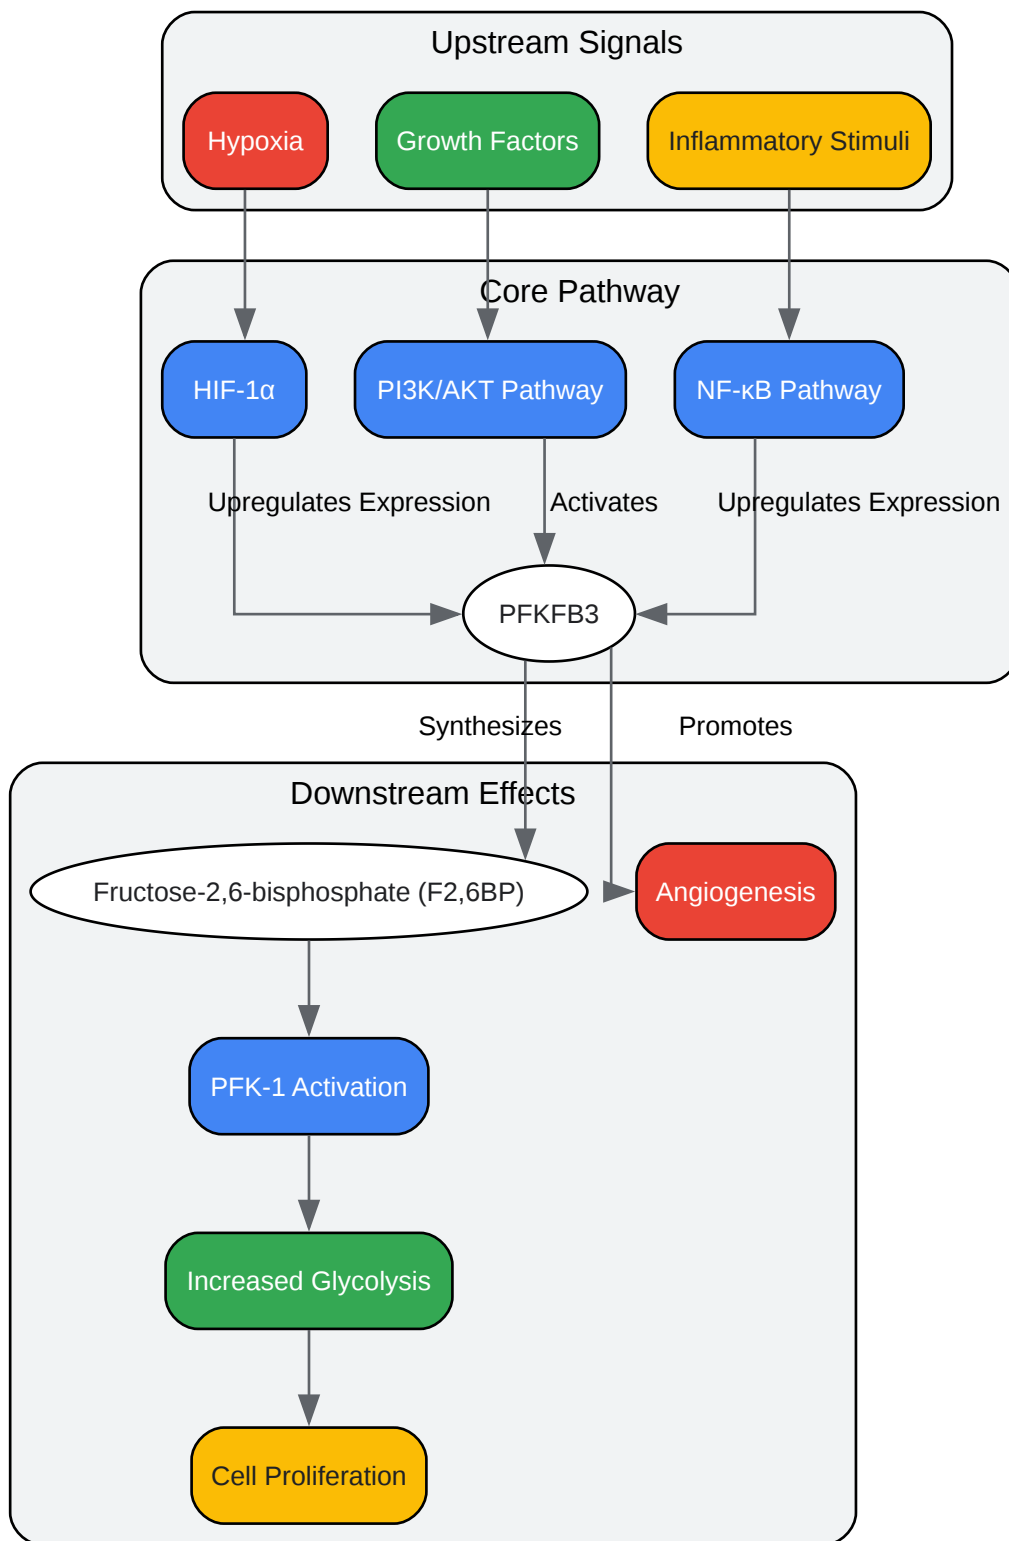 Upstream Signals
Hypoxia
Growth Factors
Inflammatory Stimuli
Core Pathway
HIF-1α
PI3K/AKT Pathway
NF-κB Pathway
Upregulates Expression
Activates
Upregulates Expression
PFKFB3
Synthesizes
Promotes
Downstream Effects
Fructose-2,6-bisphosphate (F2,6BP)
Angiogenesis
PFK-1 Activation
Increased Glycolysis
Cell Proliferation